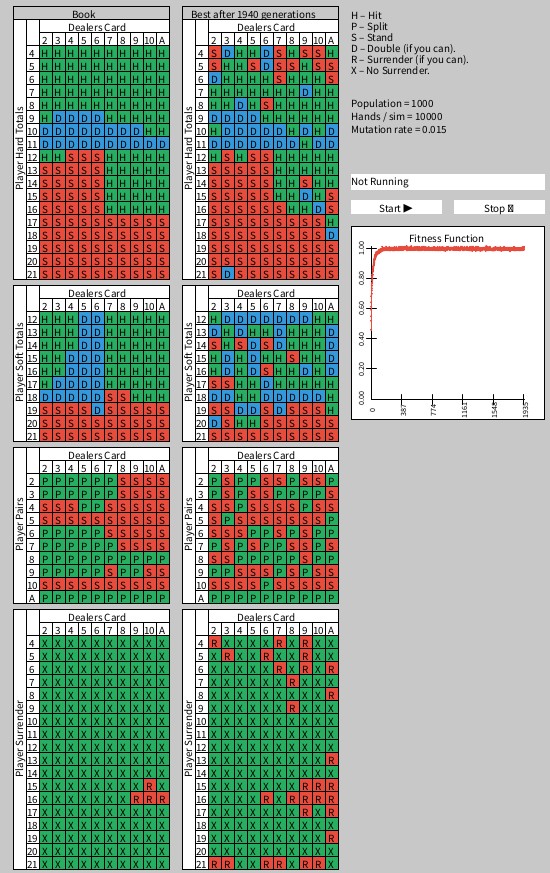 Book
Dealers Card
2 3 4 5 6 7 8 9 10 A
Player Hard Totals
4 H H H H H H H H H H
5 H H H H H H H H H H
6 H H H H H H H H H H
7 H H H H H H H H H H
8 H H H H H H H H H H
9 H D D D D H H H H H
10 D D D D D D D D H H
11 D D D D D D D D D D
12 H H S S S H H H H H
13 S S S S S H H H H H
14 S S S S S H H H H H
15 S S S S S H H H H H
16 S S S S S H H H H H
17 S S S S S S S S S S
18 S S S S S S S S S S
19 S S S S S S S S S S
20 S S S S S S S S S S
21 S S S S S S S S S S
Dealers Card
2 3 4 5 6 7 8 9 10 A
Player Soft Totals
12 H H H D D H H H H H
13 H H H D D H H H H H
14 H H D D D H H H H H
15 H H D D D H H H H H
16 H H D D D H H H H H
17 H D D D D H H H H H
18 D D D D D S S H H H
19 S S S S D S S S S S
20 S S S S S S S S S S
21 S S S S S S S S S S
Dealers Card
2 3 4 5 6 7 8 9 10 A
Player Pairs
2 P P P P P P S S S S
3 P P P P P P S S S S
4 S S S P P S S S S S
5 S S S S S S S S S S
6 P P P P P P S S S S
7 P P P P P P S S S S
8 P P P P P P P P P P
9 P P P P P S P P S S
10 S S S S S S S S S S
A P P P P P P P P P P
Dealers Card
2 3 4 5 6 7 8 9 10 A
Player Surrender
4 X X X X X X X X X X
5 X X X X X X X X X X
6 X X X X X X X X X X
7 X X X X X X X X X X
8 X X X X X X X X X X
9 X X X X X X X X X X
10 X X X X X X X X X X
11 X X X X X X X X X X
12 X X X X X X X X X X
13 X X X X X X X X X X
14 X X X X X X X X X X
15 X X X X X X X X R X
16 X X X X X X X R R R
17 X X X X X X X X X X
18 X X X X X X X X X X
19 X X X X X X X X X X
20 X X X X X X X X X X
21 X X X X X X X X X X
Best after 1940 generations
Dealers Card
2 3 4 5 6 7 8 9 10 A
Player Hard Totals
4 S D H H D S H S S H
5 S H H S D S S H S S
6 D H H H H S H H H S
7 H H H H H H H D H H
8 H H D H S H H H H H
9 D D D D H H H H H H
10 D D D D D H H D H D
11 D D D D D D D H D D
12 H S H S S H H H H H
13 S S S S S H H H H H
14 S S S S S H H S H H
15 S S S S S H H D H S
16 S S S S S S H H D S
17 S S S S S S S S S H
18 S S S S S S S S S D
19 S S S S S S S S S S
20 S S S S S S S S S S
21 S D S S S S S S S S
Dealers Card
2 3 4 5 6 7 8 9 10 A
Player Soft Totals
12 H D D D D D D D H H
13 D H D H H D H H H D
14 S H S D S D H H H D
15 H D H D H H S H H D
16 H D H H S H D H H D
17 S S H H H H H H H H
18 H H D D H H D D D D
19 S H D D S D D S S D
20 S D H H S S S S S
21 S S S S S S S S S S
Dealers Card
2 3 4 5 6 7 8 9 10 A
Player Pairs
2 P S P P S S P S S P
3 P S P S P P S P P P
4 S S P P S S S P S S
5 S P S S S S S S S P
6 S S S P P S P P S P
7 P P S P S S P P S S
8 P P P P P
9 P P S S S P S P S P
10 S S S S P S S S S P
A P P P P P P P P P P
Dealers Card
2 3 4 5 6 7 8 9 10 A
Player Surrender
4 R X X X X R X R X X
5 X R X X R X X R X X
6 X X X X X R X R X R
7 X X X X X X R X X X
8 X X X X X X X X X R
9 X X X X X X R X X X
10 X X X X X X X X X X
11 X X X X X X X X X X
12 X X X X X X X X X X
13 X X X X X X X X X R
14 X X X X X X X X X X
15 X X X X X X X R R R
16 X X X X R X R R R R
17 X X X X X X X R X R
18 X X X X X X X X X X
19 X X X X X X X X X R
20 X X X X X X X X X X
21 R R X X R R X R X R
H – Hit
P – Split
S – Stand
D – Double (if you can).
R – Surrender (if you can).
X – No Surrender.
Population = 1000
Hands / sim = 10000
Mutation rate = 0.015
Not Running
Start ▶
Stop
Fitness Function
1.00
0.80
0.60
0.40
0.20
0.00
0 387 774 1161 1548 1935